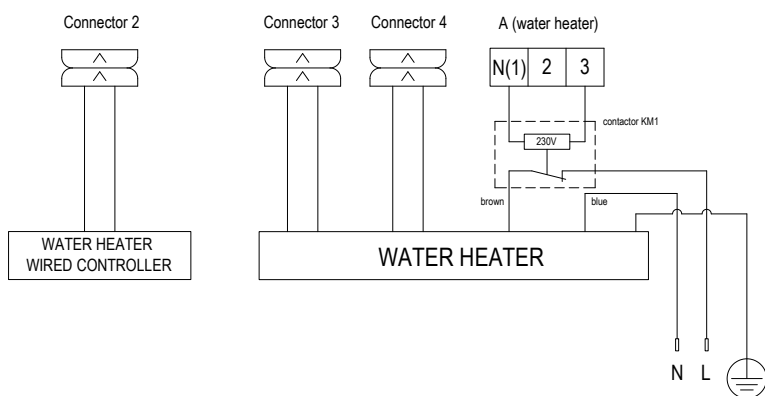 Connector 2
Connector 3
Connector 4
A (water heater)
N(1)
2
3
contactor KM1
230V
brown
blue
WATER HEATER
WIRED CONTROLLER
WATER HEATER
N
L